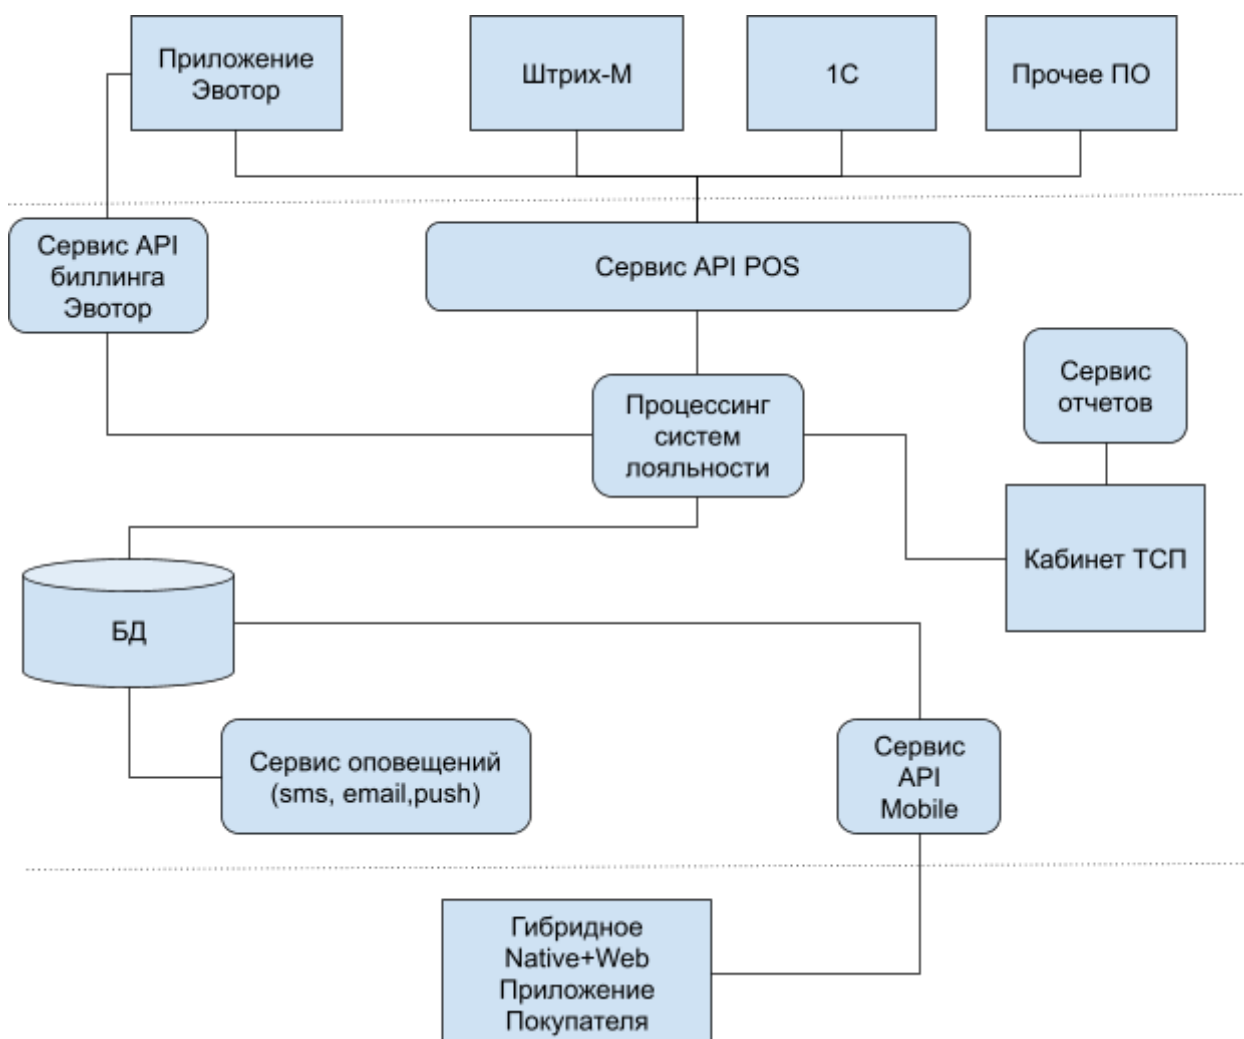 Приложение
Эвотор
Штрих-М
1С
Прочее ПО
Сервис API
биллинга
Эвотор
Сервис API POS
Процессинг
систем
лояльности
Сервис
отчетов
Кабинет ТСП
БД
Сервис оповещений
(sms, email,push)
Сервис
API
Mobile
Гибридное
Native+Web
Приложение
Покупателя